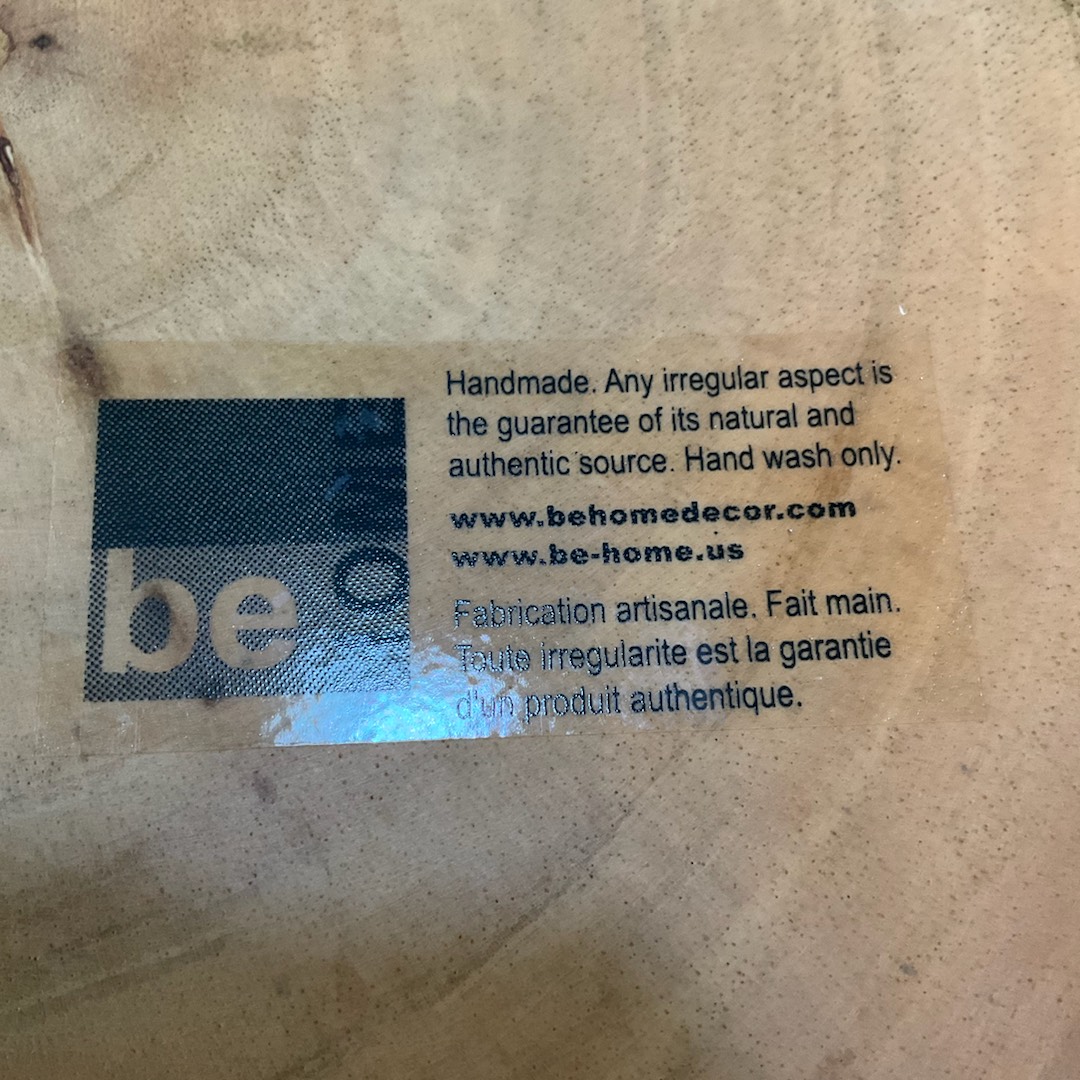 be
Handmade. Any irregular aspect is
the guarantee of its natural and
authentic source. Hand wash only.
www.behomedecor.com
www.be-home.us
Fabrication artisanale. Fait main.
Toute irregularite est la garantie
d'un produit authentique.